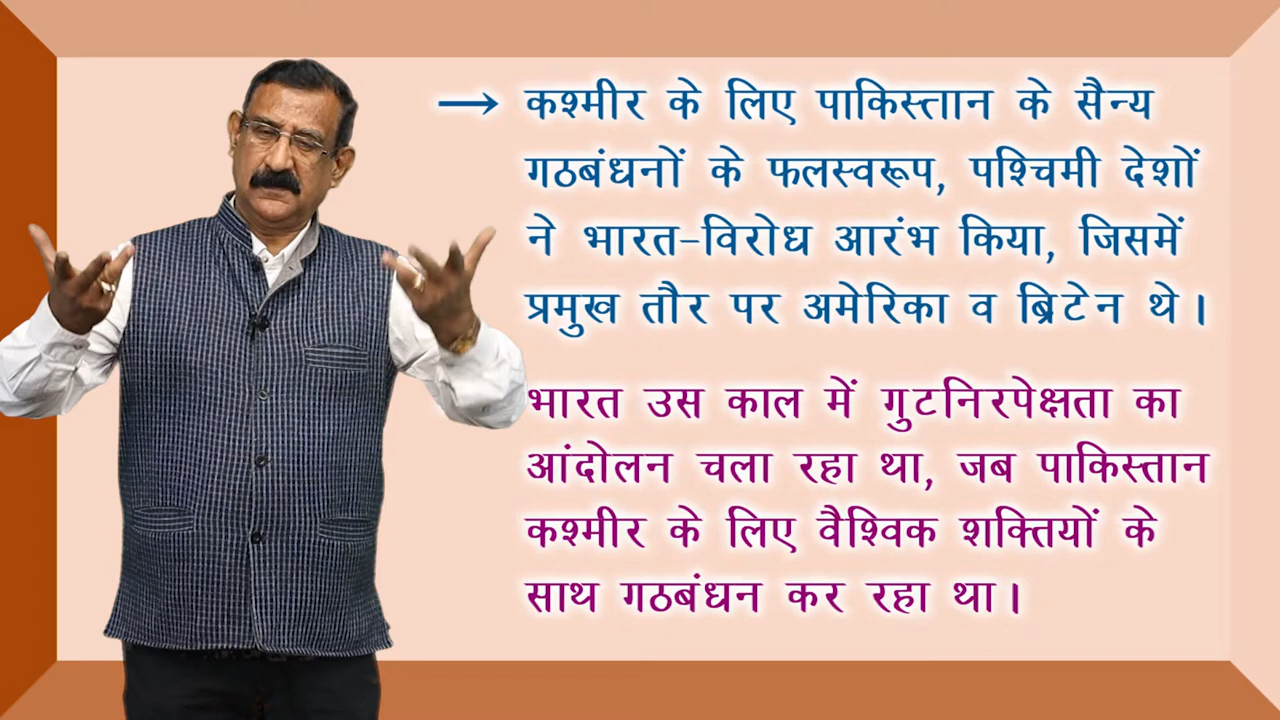 → कश्मीर के लिए पाकिस्तान के सैन्य
गठबंधनों के फलस्वरूप, पश्चिमी देशों
ने भारत-विरोध आरंभ किया, जिसमें
प्रमुख तौर पर अमेरिका व ब्रिटेन थे।
भारत उस काल में गुटनिरपेक्षता का
आंदोलन चला रहा था, जब पाकिस्तान
कश्मीर के लिए वैश्विक शक्तियों के
साथ गठबंधन कर रहा था।